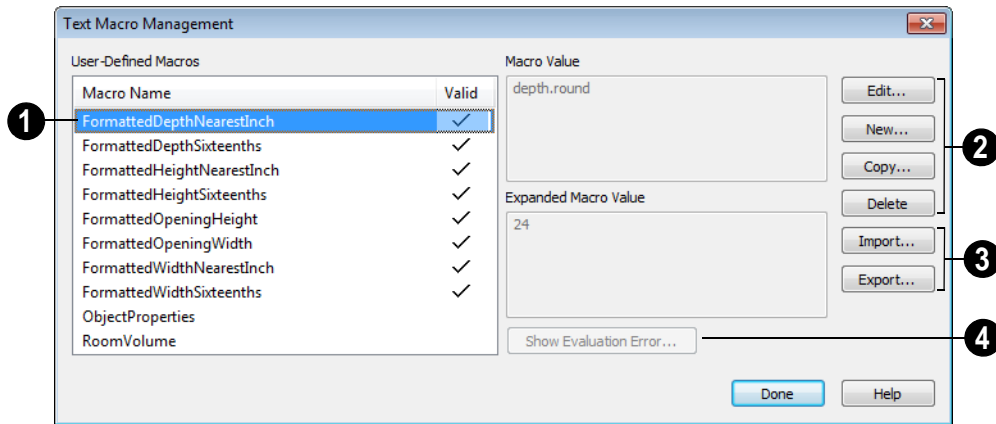 Text Macro Management
User-Defined Macros
Macro Name Valid
FormattedDepthNearestInch
FormattedDepthSixteenths
FormattedHeightNearestInch
FormattedHeightSixteenths
FormattedOpeningHeight
FormattedOpeningWidth
FormattedWidthNearestInch
FormattedWidthSixteenths
ObjectProperties
RoomVolume
Macro Value
depth.round
Expanded Macro Value
24
Show Evaluation Error...
Edit...
New...
Copy...
Delete
Import...
Export...
Done
Help
1
2
3
4